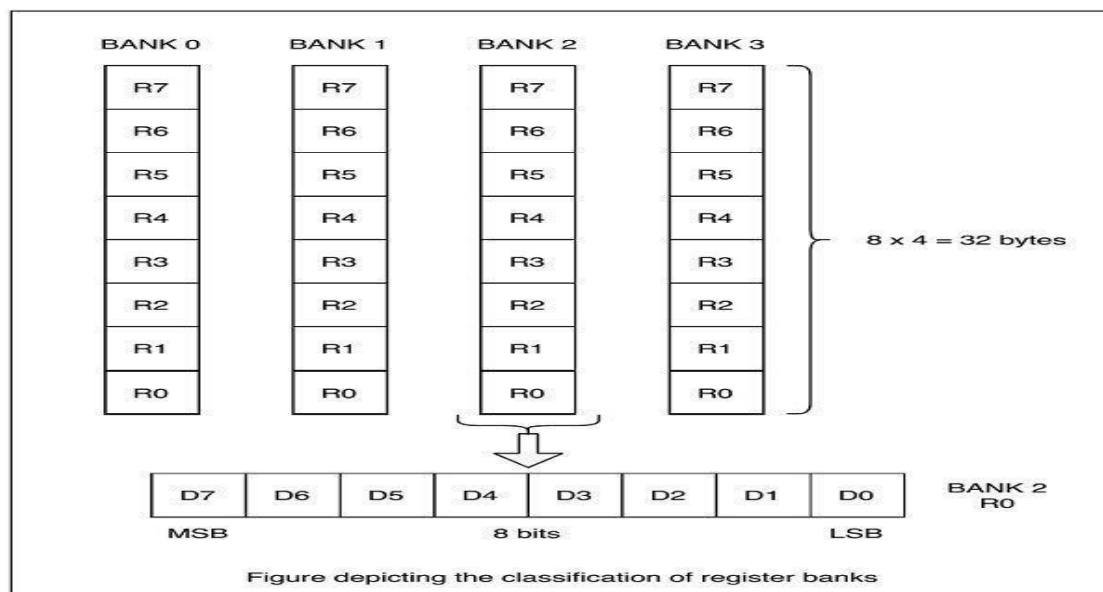 BANK 0 BANK 1 BANK 2 BANK 3
R7 R7 R7 R7
R6 R6 R6 R6
R5 R5 R5 R5
R4 R4 R4 R4
R3 R3 R3 R3
R2 R2 R2 R2
R1 R1 R1 R1
R0 R0 R0 R0
8 x 4 = 32 bytes
D7 D6 D5 D4 D3 D2 D1 D0
BANK 2
R0
MSB 8 bits LSB
Figure depicting the classification of register banks